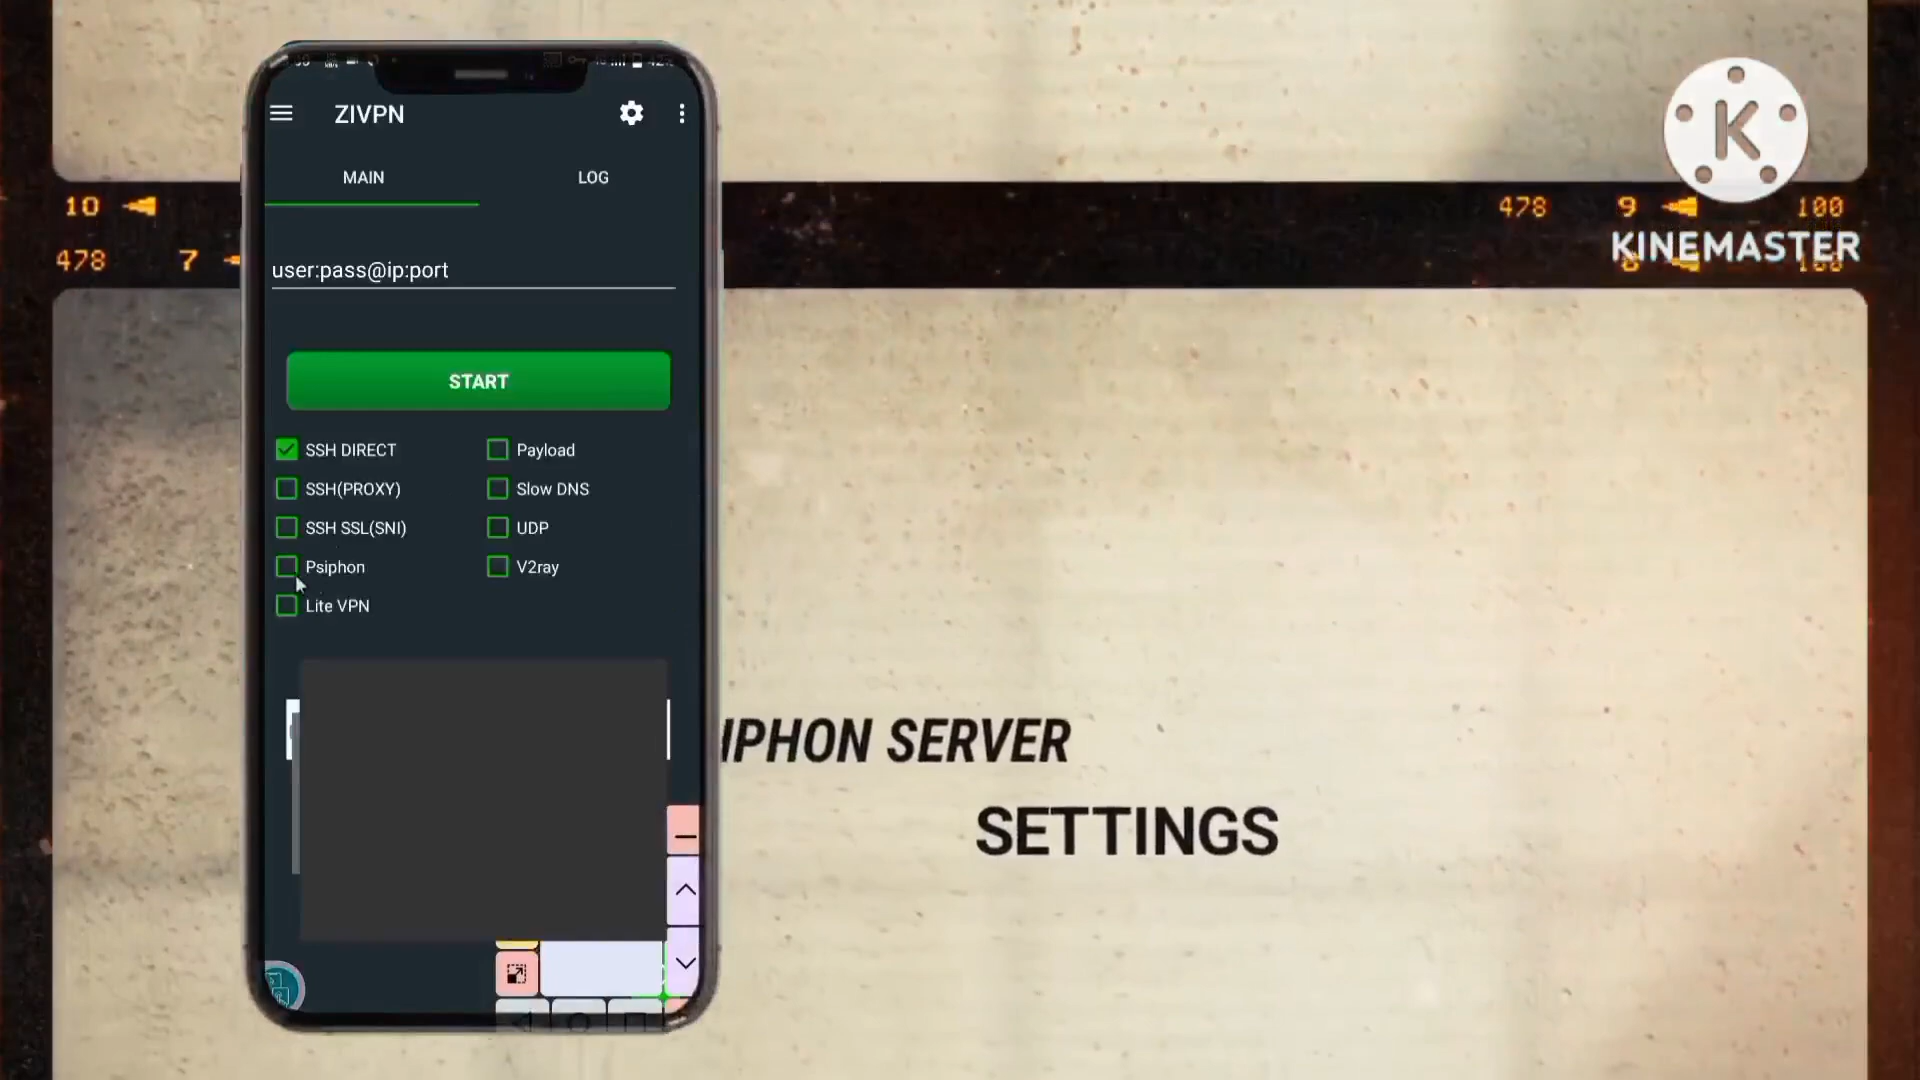 ZIVPN
MAIN
LOG
user:pass@ip:port
START
SSH DIRECT
Payload
SSH(PROXY)
Slow DNS
SSH SSL(SNI)
UDP
Psiphon
V2ray
Lite VPN
10
478
7
478
9
100
K
KINEMASTER
IPHON SERVER
SETTINGS